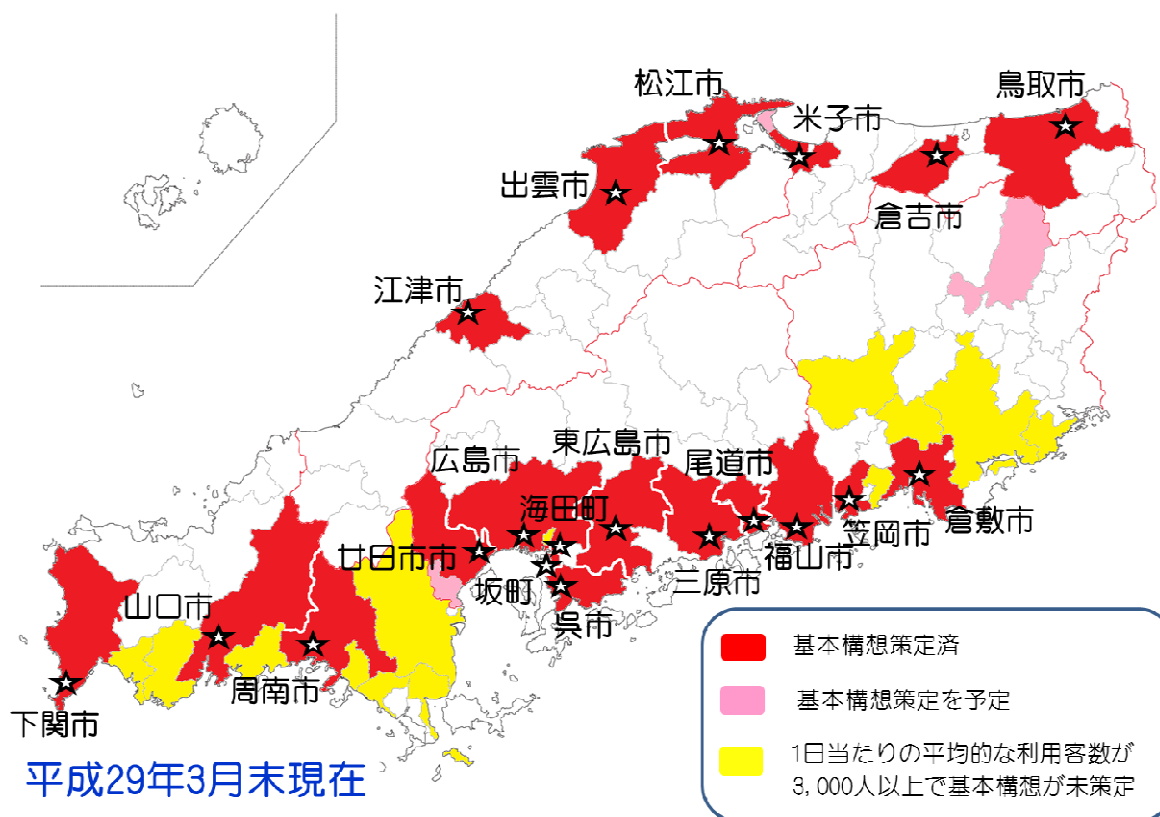 鳥取市
松江市
米子市
出雲市
倉吉市
江津市
東広島市
尾道市
広島市
海田町
笠岡市
倉敷市
廿日市市
福山市
坂町
三原市
呉市
山口市
周南市
下関市
基本構想策定済
基本構想策定を予定
1日当たりの平均的な利用客数が
3,000人以上で基本構想が未策定
平成29年3月末現在